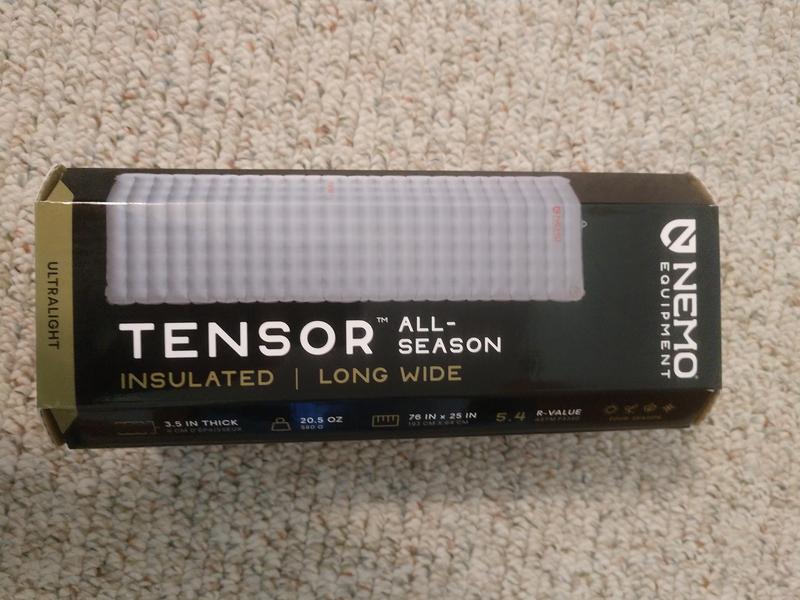 ULTRALIGHT
NEMO
EQUIPMENT
TENSOR™ ALL-
SEASON
INSULATED | LONG WIDE
3.5 IN THICK
20.5 OZ
580 G
76 IN x 25 IN
193 CM X 64 CM
5.4 R-VALUE